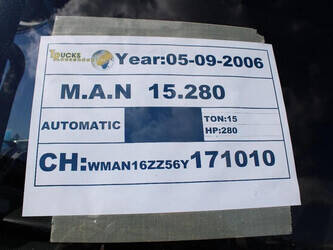 TRUCKS
Year:05-09-2006
M.A.N 15.280
AUTOMATIC
TON:15
HP:280
CH:WMAN16ZZ56Y171010